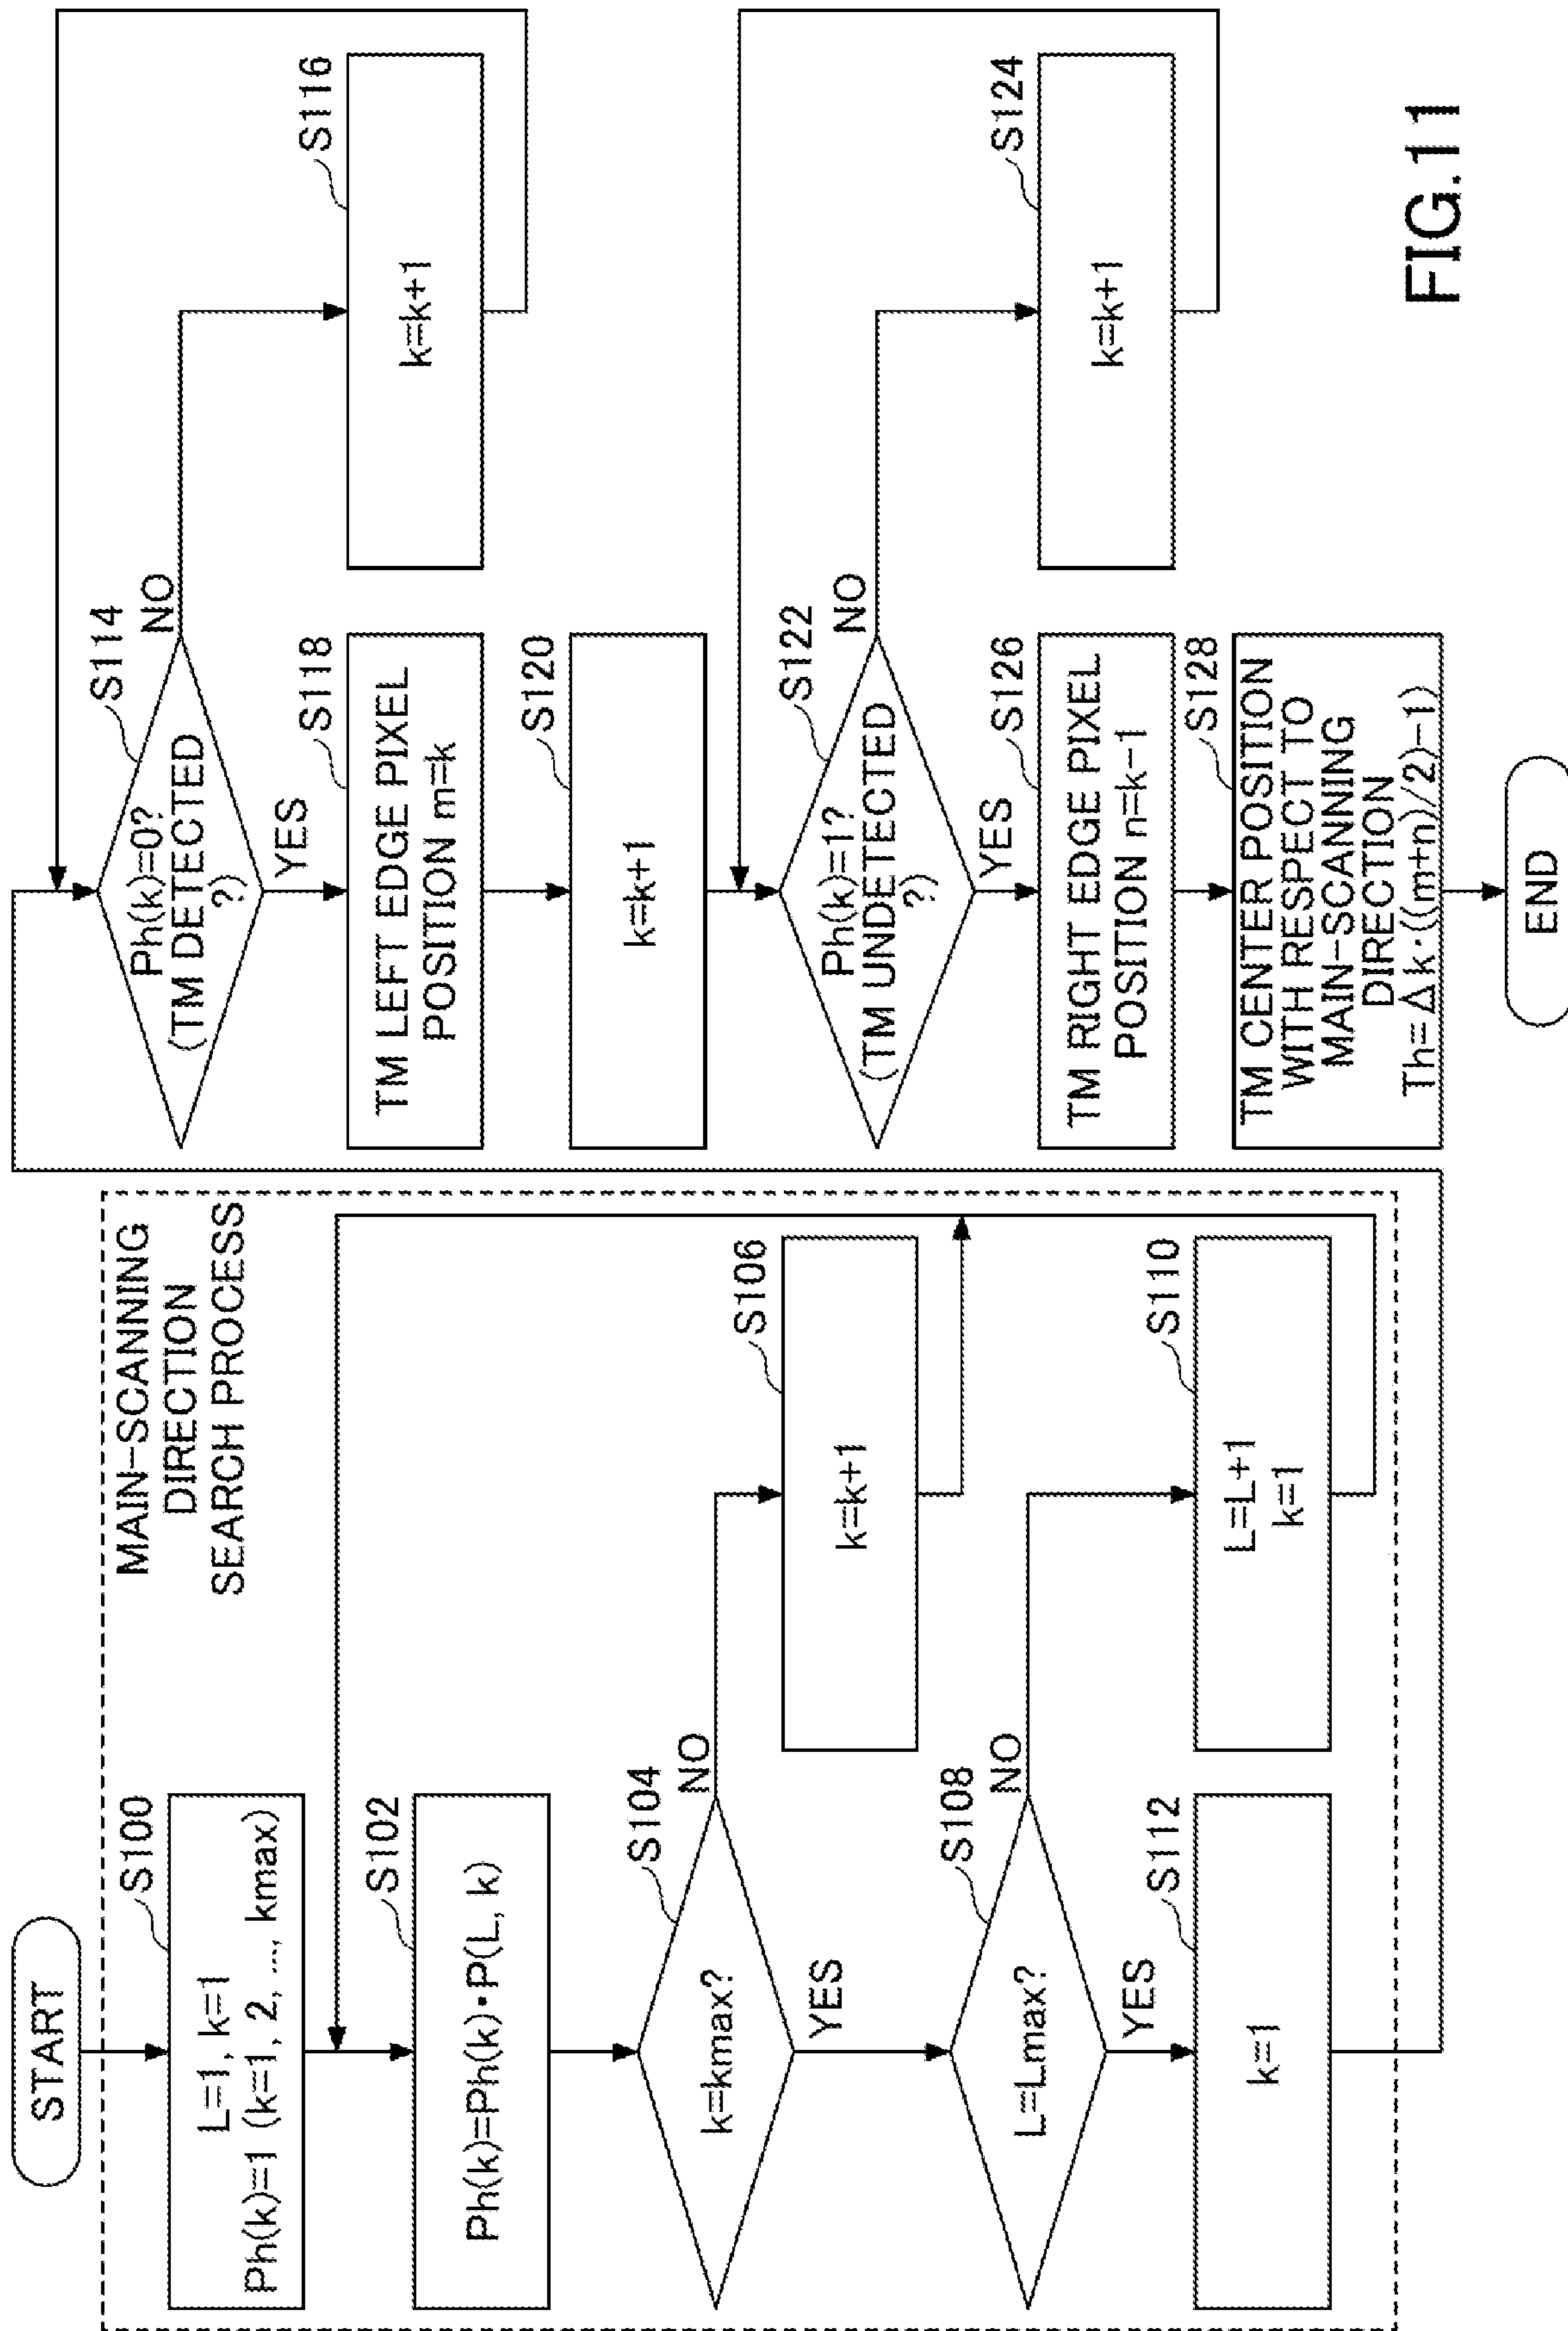 START
MAIN-SCANNING
DIRECTION
SEARCH PROCESS
S100
L=1, k=1
Ph(k)=1 (k=1, 2, ..., kmax)
S102
Ph(k)=Ph(k)·P(L, k)
S104
k=kmax?
NO
YES
S106
k=k+1
S108
L=Lmax?
NO
YES
S110
L=L+1
k=1
S112
k=1
S114
Ph(k)=0?
(TM DETECTED
?)
NO
YES
S116
k=k+1
S118
TM LEFT EDGE PIXEL
POSITION m=k
S120
k=k+1
S122
Ph(k)=1?
(TM UNDETECTED
?)
NO
YES
S124
k=k+1
S126
TM RIGHT EDGE PIXEL
POSITION n=k-1
S128
TM CENTER POSITION
WITH RESPECT TO
MAIN-SCANNING
DIRECTION
Th=Δk·((m+n)/2)-1)
END
FIG.11